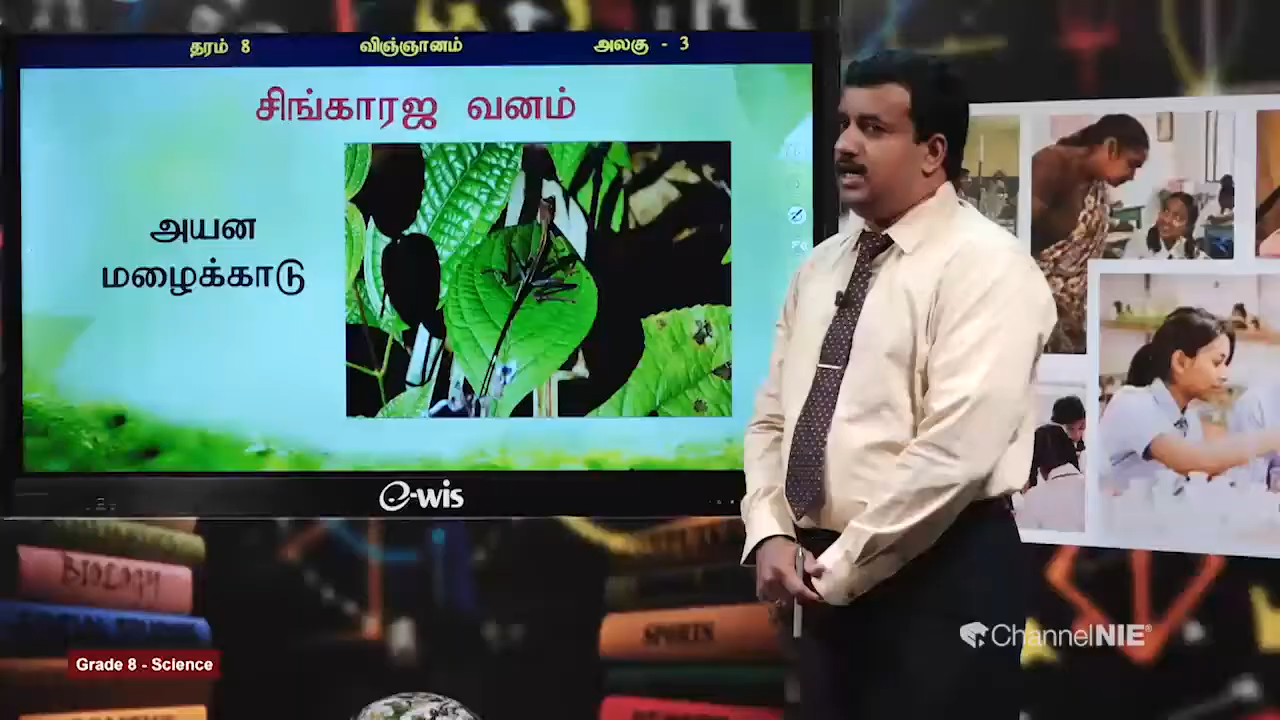 தரம் 8 விஞ்ஞானம் அலகு - 3
சிங்காரஜ வனம்
அயன
மழைக்காடு
e-wis
BIOLOGY
SPORTS
Grade 8 - Science
ChannelNIE